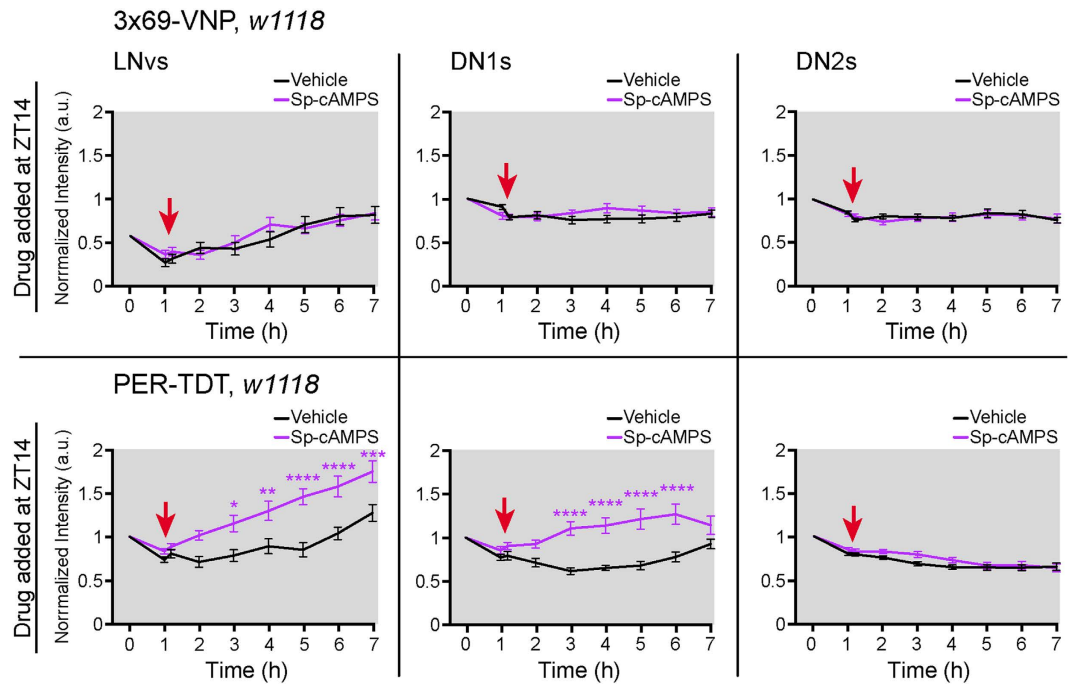 3x69-VNP, w1118
LNvs
DN1s
DN2s
Vehicle
Sp-cAMPS
Vehicle
Sp-cAMPS
Vehicle
Sp-cAMPS
Drug added at ZT14
Norrmalized Intensity (a.u.)
2
1.5
1
0.5
0
0 1 2 3 4 5 6 7
Time (h)
2
1.5
1
0.5
0
0 1 2 3 4 5 6 7
Time (h)
2
1.5
1
0.5
0
0 1 2 3 4 5 6 7
Time (h)
PER-TDT, w1118
Vehicle
Sp-cAMPS
Vehicle
Sp-cAMPS
Vehicle
Sp-cAMPS
Drug added at ZT14
Norrmalized Intensity (a.u.)
2
1.5
1
0.5
0
* ** **** **** ***
0 1 2 3 4 5 6 7
Time (h)
2
1.5
1
0.5
0
**** **** **** ****
0 1 2 3 4 5 6 7
Time (h)
2
1.5
1
0.5
0
0 1 2 3 4 5 6 7
Time (h)